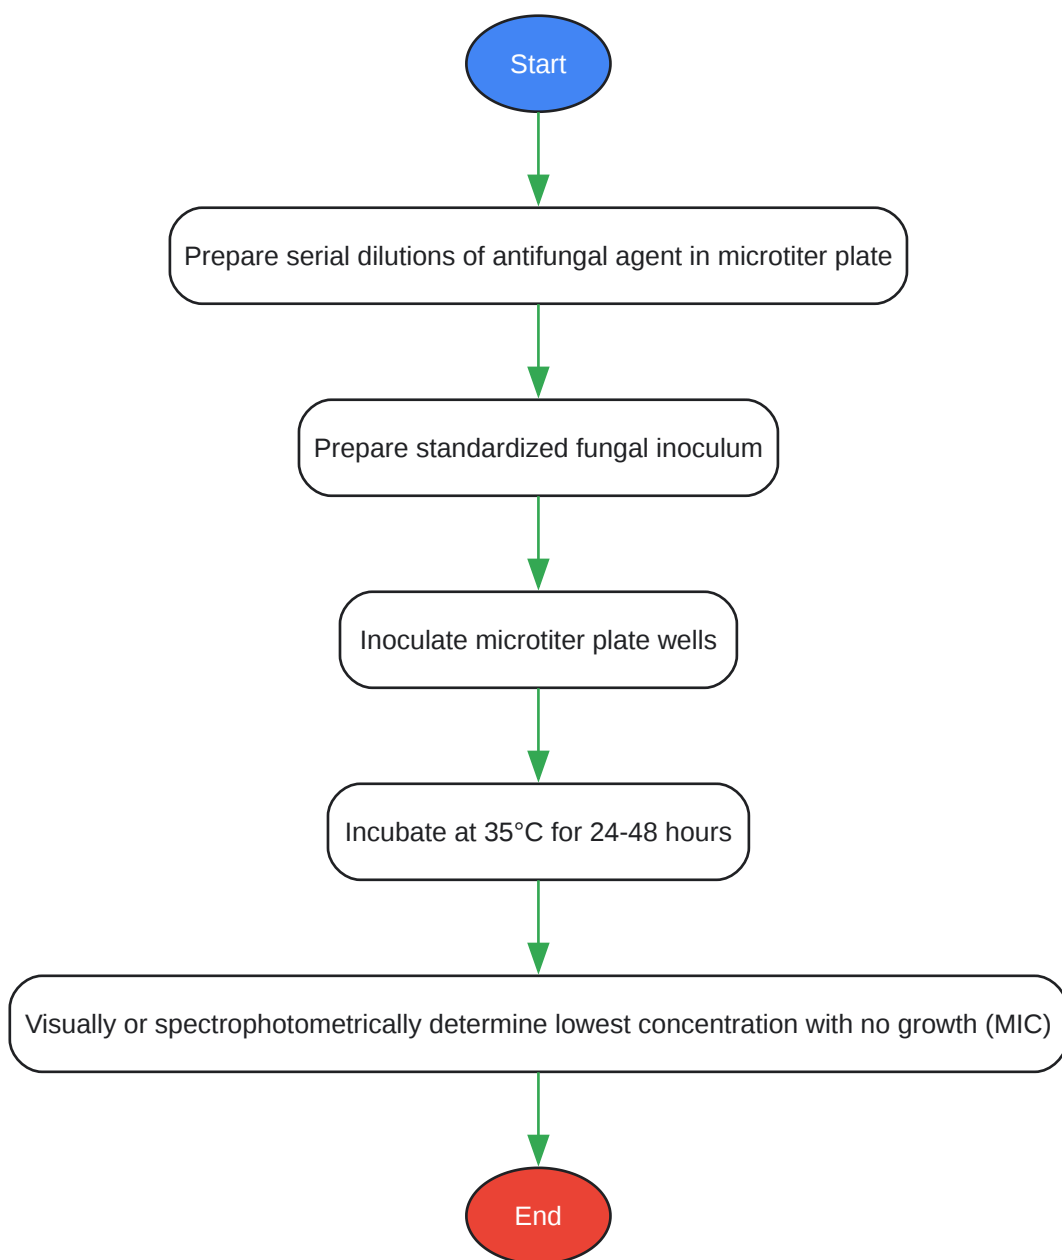 Start
Prepare serial dilutions of antifungal agent in microtiter plate
Prepare standardized fungal inoculum
Inoculate microtiter plate wells
Incubate at 35°C for 24-48 hours
Visually or spectrophotometrically determine lowest concentration with no growth (MIC)
End